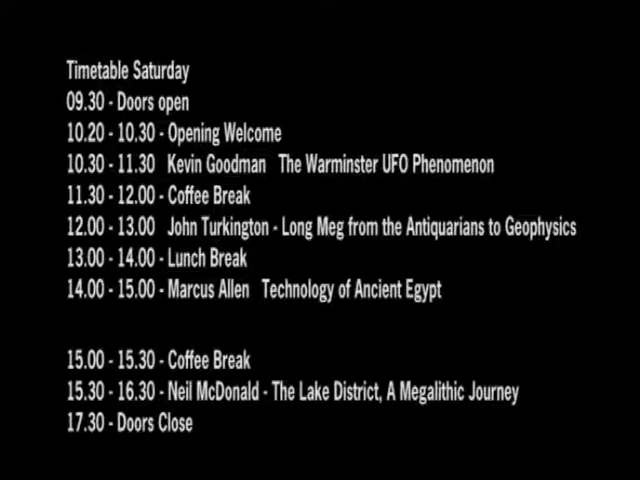 Timetable Saturday
09.30 - Doors open
10.20 - 10.30 - Opening Welcome
10.30 - 11.30 Kevin Goodman The Warminster UFO Phenomenon
11.30 - 12.00 - Coffee Break
12.00 - 13.00 John Turkington - Long Meg from the Antiquarians to Geophysics
13.00 - 14.00 - Lunch Break
14.00 - 15.00 - Marcus Allen Technology of Ancient Egypt
15.00 - 15.30 - Coffee Break
15.30 - 16.30 - Neil McDonald - The Lake District, A Megalithic Journey
17.30 - Doors Close